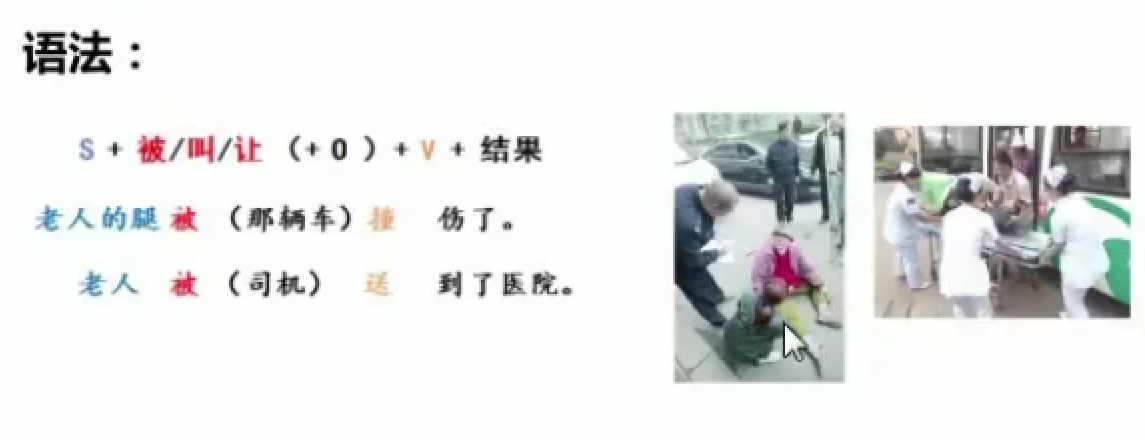 语法：
S + 被/叫/让 （+ O ）+ V + 结果
老人的腿 被 （那辆车）撞 伤了。
老人 被 （司机） 送 到了医院。